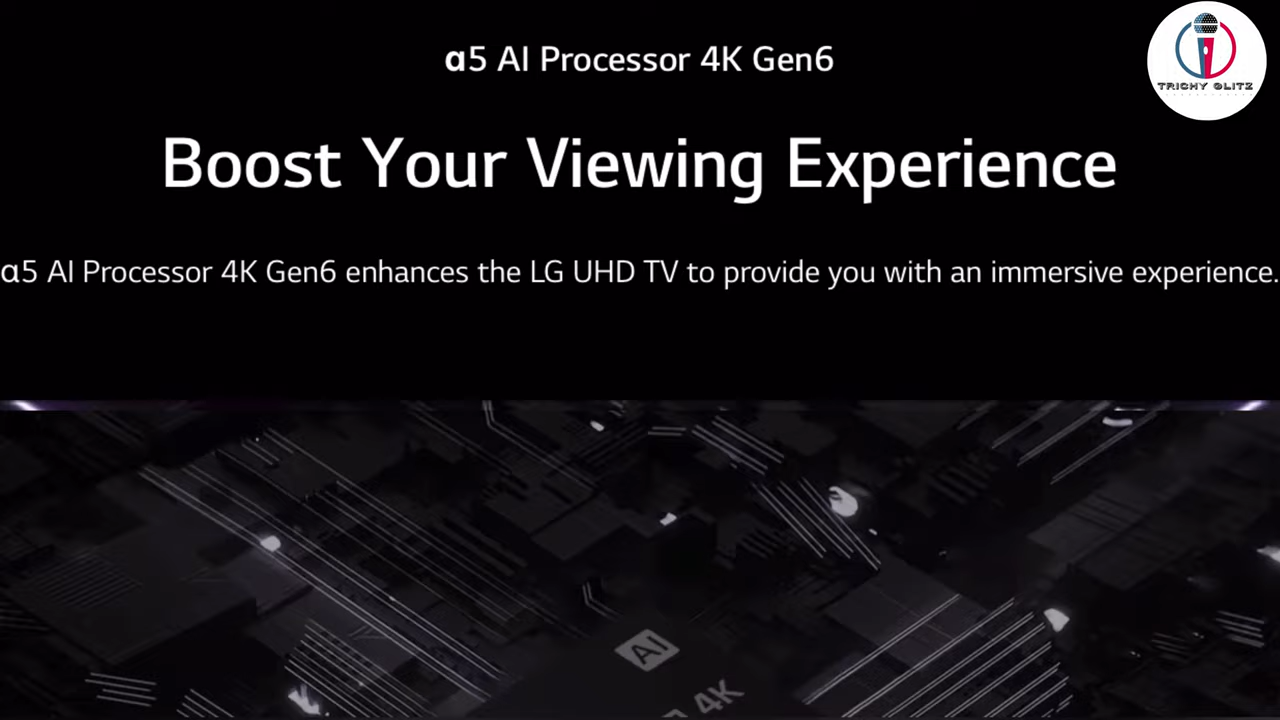 α5 AI Processor 4K Gen6
TRICHY GLITZ
Boost Your Viewing Experience
α5 AI Processor 4K Gen6 enhances the LG UHD TV to provide you with an immersive experience.
AI
4K